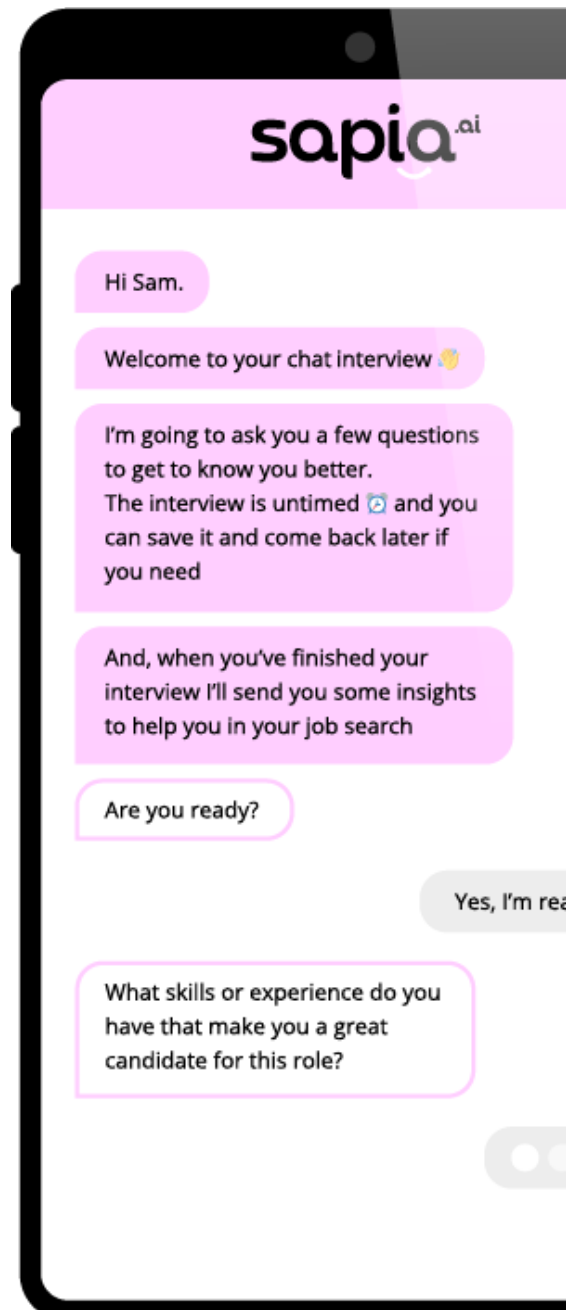 sapia.ai
Hi Sam.
Welcome to your chat interview 👋
I'm going to ask you a few questions
to get to know you better.
The interview is untimed ⏰ and you
can save it and come back later if
you need
And, when you've finished your
interview I'll send you some insights
to help you in your job search
Are you ready?
Yes, I'm
What skills or experience do you
have that make you a great
candidate for this role?